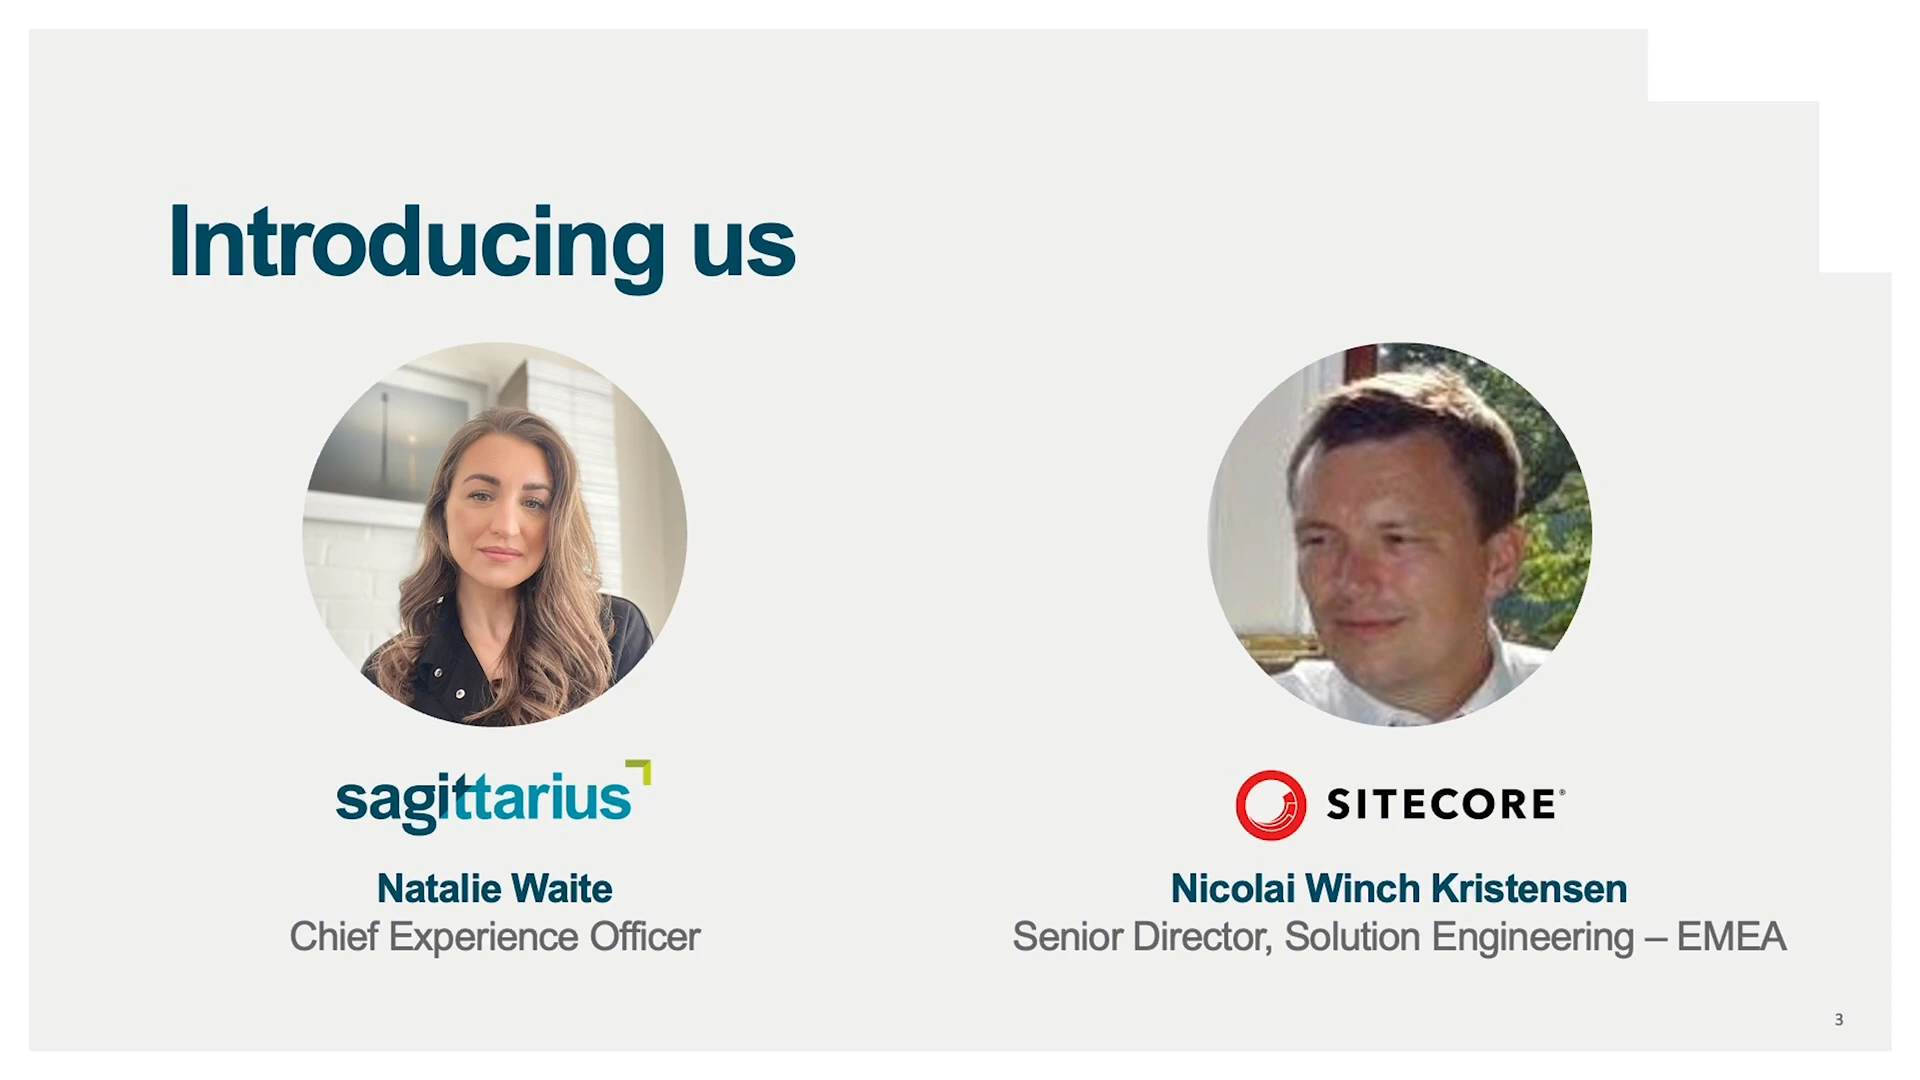 Introducing us
sagittarius
Natalie Waite
Chief Experience Officer
SITECORE®
Nicolai Winch Kristensen
Senior Director, Solution Engineering – EMEA
3